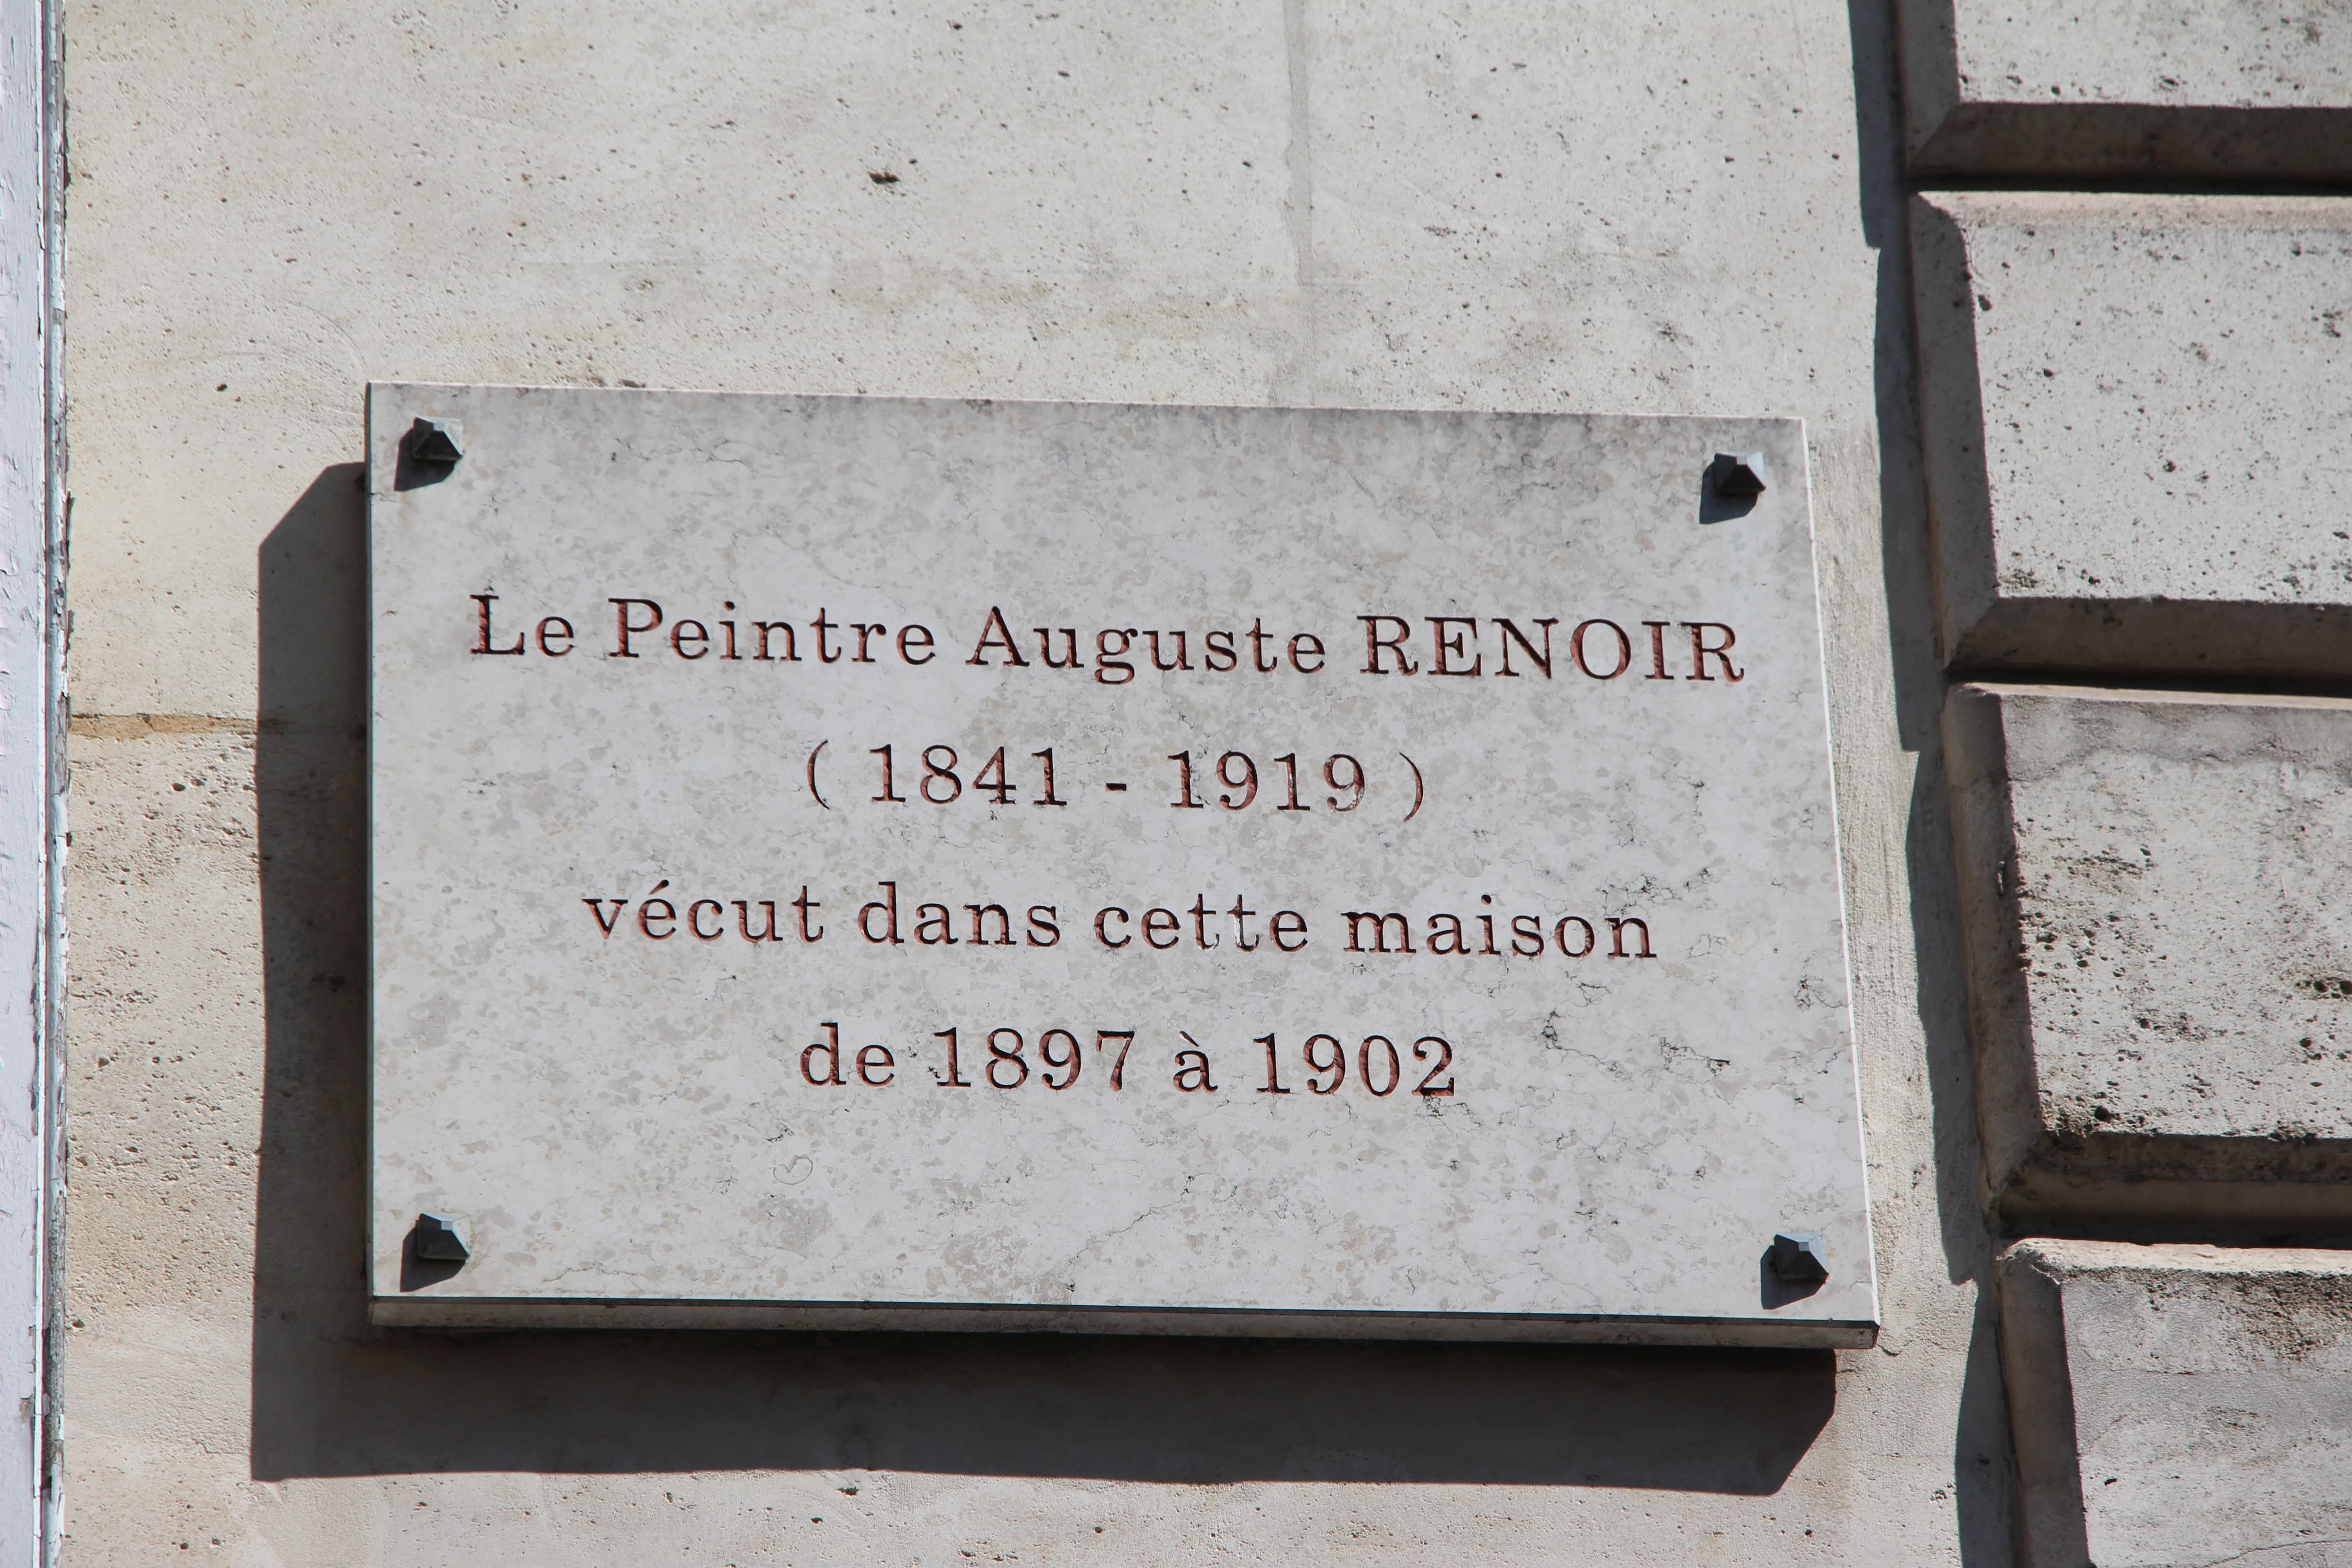 Le Peintre Auguste RENOIR
( 1841 - 1919 )
vécut dans cette maison
de 1897 à 1902